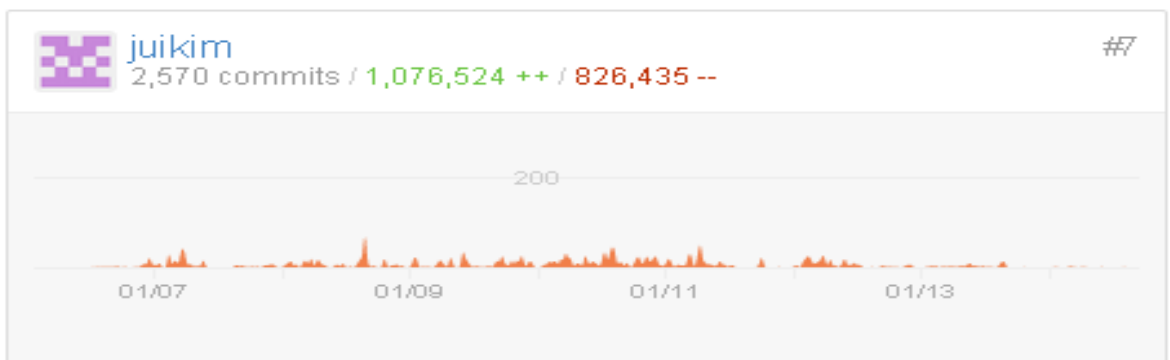 juikim #7
2,570 commits / 1,076,524 ++ / 826,435 --
200
01/07 01/09 01/11 01/13